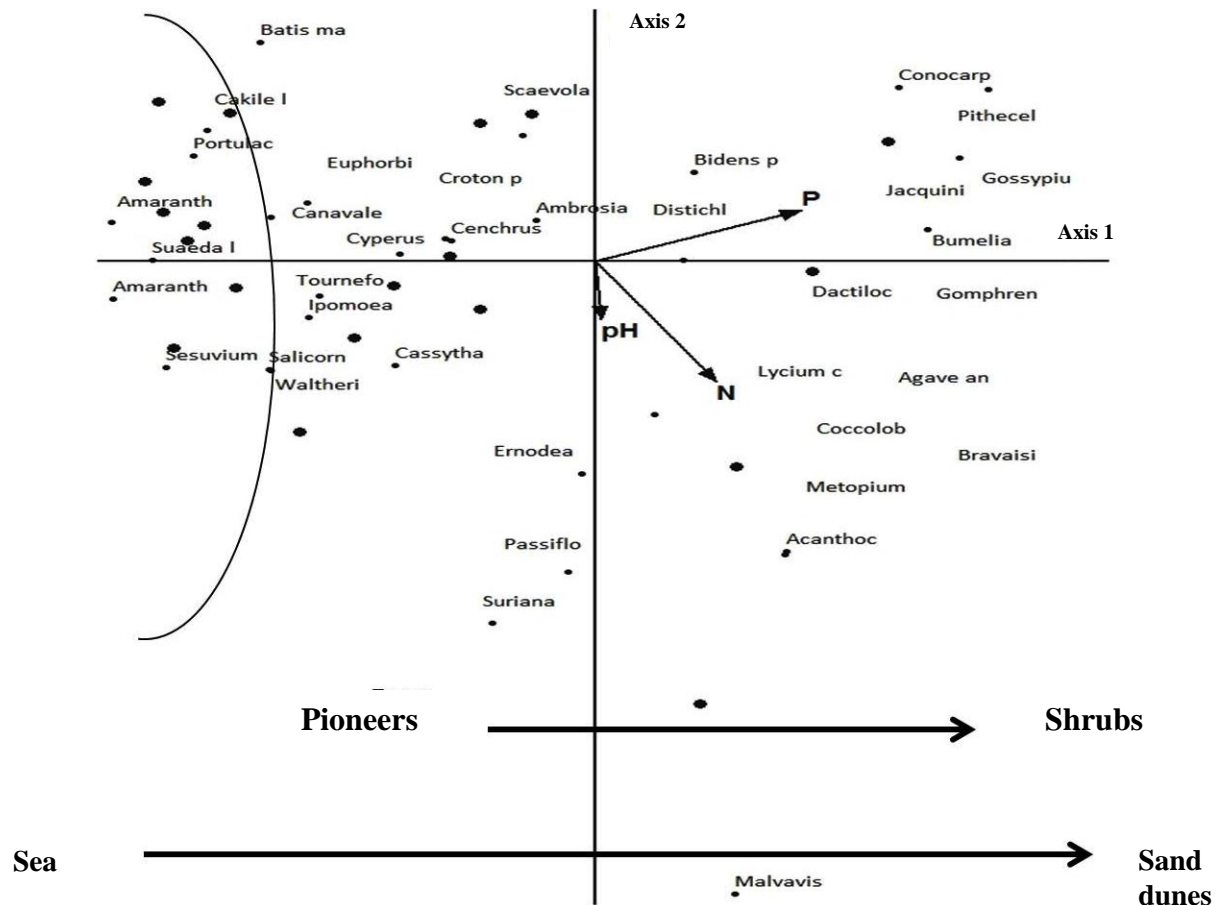 Axis 2
Batis ma
Conocarp
Scaevola
Cakile l
Pithecel
Portulac
Euphorbi
Bidens p
Croton p
Gossypiu
Jacquini
P
Amaranth
Canavale
Ambrosia
Distichl
Cenchrus
Cyperus
Bumelia
Axis 1
Suaeda l
Tournefo
Amaranth
Dactiloc
Gomphren
Ipomoea
pH
Sesuvium
Salicorn
Cassytha
Lycium c
Agave an
Waltheri
N
Coccolob
Ernodea
Bravaisi
Metopium
Acanthoc
Passiflo
Suriana
Pioneers
Shrubs
Sea
Sand
dunes
Malvavis